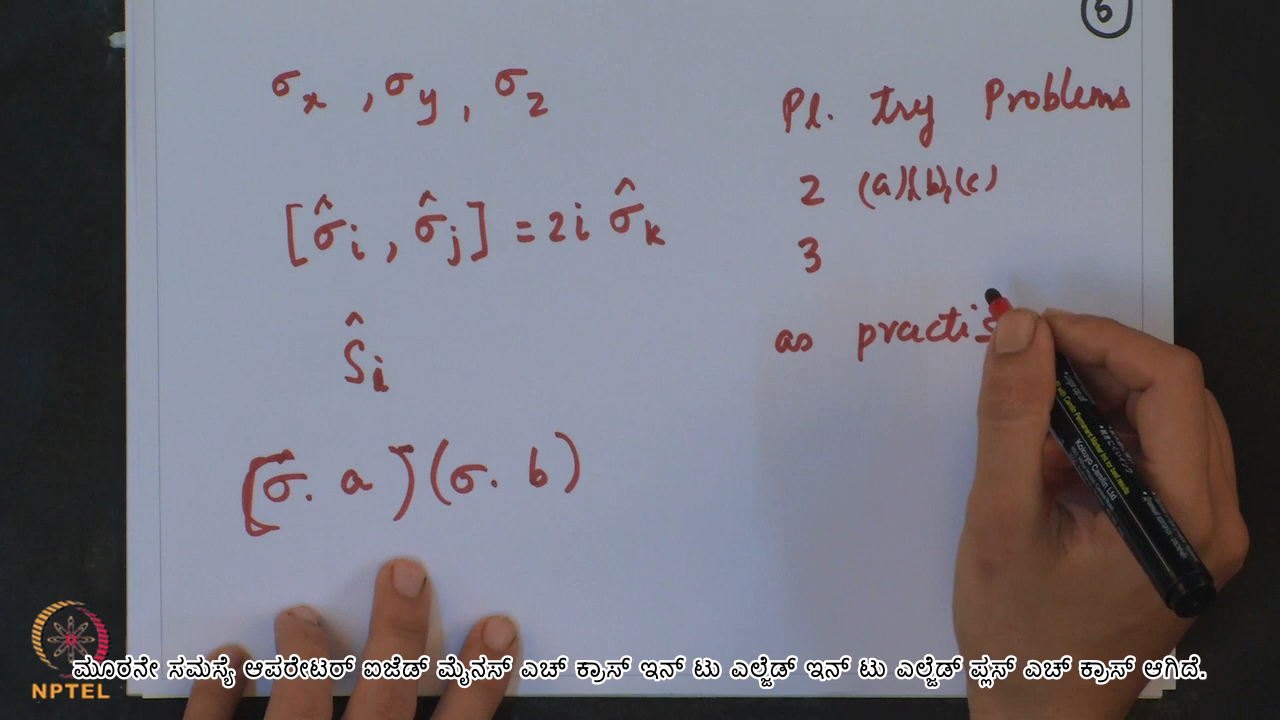 6
σx , σy , σz
[σ̂i , σ̂j] = 2i σ̂k
Ŝi
(σ. a)(σ. b)
Pl. try Problems
2 (a),(b),(c)
3
as practis
ಮೂರನೇ ಸಮಸ್ಯೆ ಆಪರೇಟರ್ ಐಜೆಡ್ ಮೈನಸ್ ಎಚ್ ಕ್ರಾಸ್ ಇನ್ ಟು ಎಲ್ಜೆಡ್ ಇನ್ ಟು ಎಲ್ಜೆಡ್ ಪ್ಲಸ್ ಎಚ್ ಕ್ರಾಸ್ ಆಗಿದೆ.
NPTEL